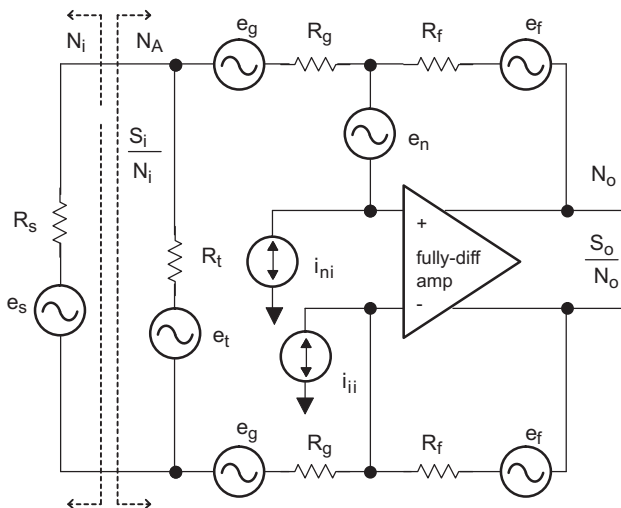 N_i N_A e_g R_g R_f e_f
S_i
N_i
e_n
N_o
R_s
R_t
+
fully-diff
amp
-
S_o
N_o
i_ni
e_s
e_t
i_ii
e_g R_g R_f e_f